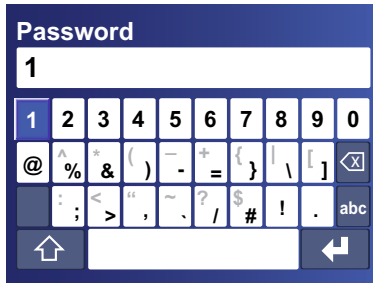 Password
1
1 2 3 4 5 6 7 8 9 0
@ ^ % * & ( ) _ - + = { } | \ [ ]
: ; < > “ , ~ ` ? / $ # ! . abc